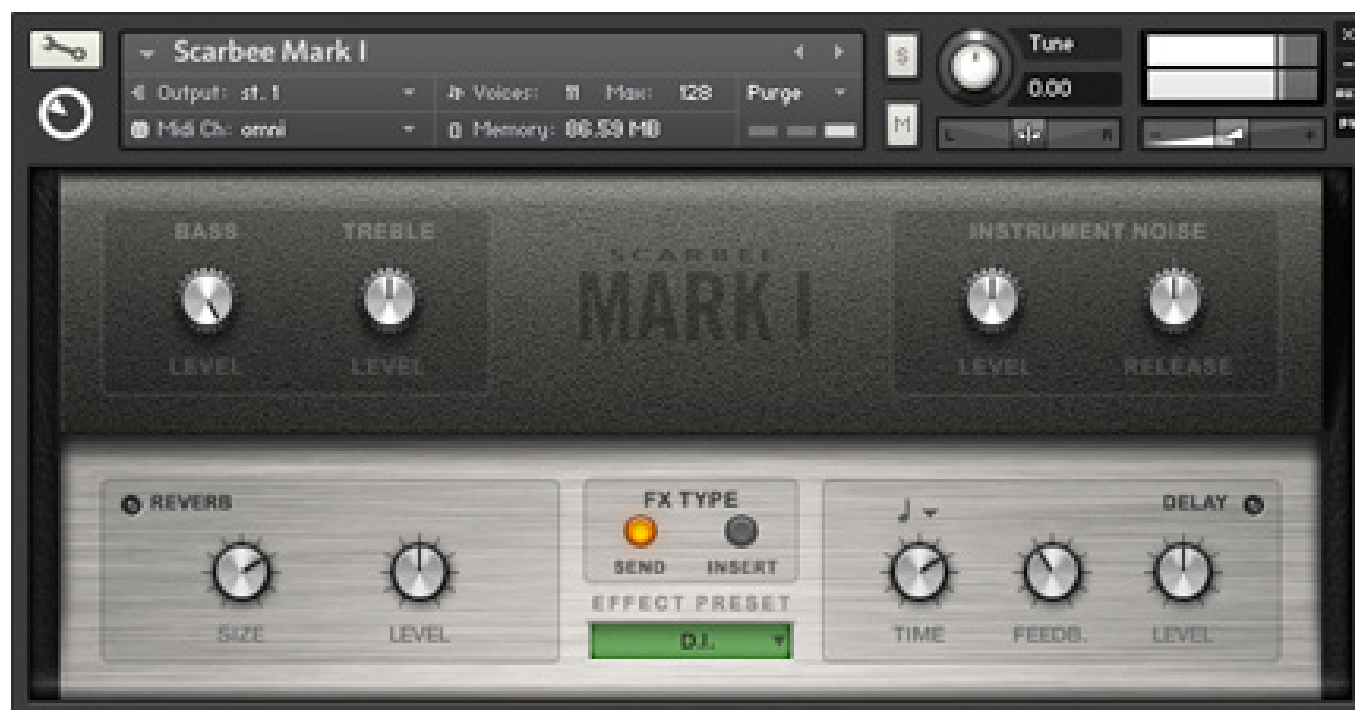 Scarbee Mark I
S
Tune
Output: st. 1
Voices: 11 Max: 128
Purge
0.00
Midi Ch: omni
Memory: 86.59 MB
M
L
R
-
+
BASS
TREBLE
SCARBEE
MARK I
INSTRUMENT NOISE
LEVEL
LEVEL
LEVEL
RELEASE
REVERB
FX TYPE
DELAY
SEND
INSERT
EFFECT PRESET
D.I.
SIZE
LEVEL
TIME
FEEDB.
LEVEL